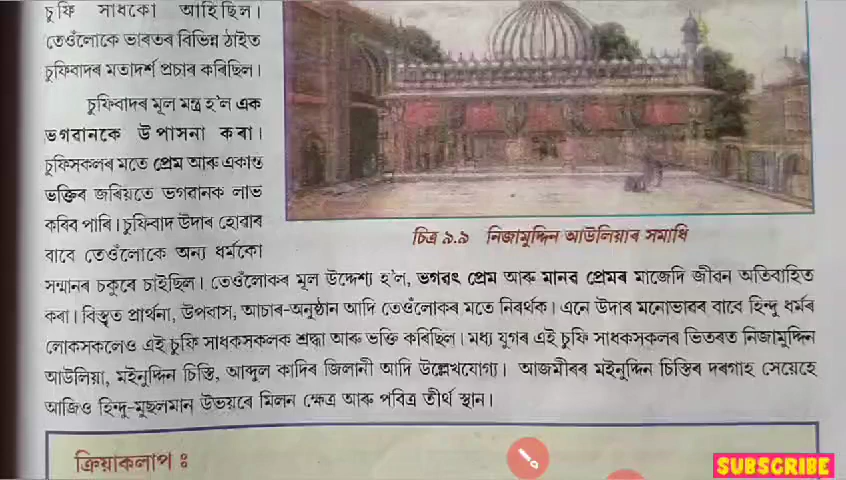 চুফি সাধকো আহিছিল।
তেওঁলোকে ভাৰতৰ বিভিন্ন ঠাইত
চুফিবাদৰ মতাদৰ্শ প্ৰচাৰ কৰিছিল।
চুফিবাদৰ মূল মন্ত্ৰ হ'ল এক
ভগৱানকে উপাসনা কৰা।
চুফিসকলৰ মতে প্ৰেম আৰু একান্ত
ভক্তিৰ জৰিয়তে ভগৱানক লাভ
কৰিব পাৰি। চুফিবাদ উদাৰ হোৱাৰ
বাবে তেওঁলোকে অন্য ধৰ্মকো
চিত্ৰ ৯.৯ নিজামুদ্দিন আউলিয়াৰ সমাধি
সন্মানৰ চকুৰে চাইছিল। তেওঁলোকৰ মূল উদ্দেশ্য হ'ল, ভগৱৎ প্ৰেম আৰু মানৱ প্ৰেমৰ মাজেদি জীৱন অতিবাহিত
কৰা। বিস্তৃত প্ৰাৰ্থনা, উপবাস, আচাৰ-অনুষ্ঠান আদি তেওঁলোকৰ মতে নিৰৰ্থক। এনে উদাৰ মনোভাৱৰ বাবে হিন্দু ধৰ্মৰ
লোকসকলেও এই চুফি সাধকসকলক শ্ৰদ্ধা আৰু ভক্তি কৰিছিল। মধ্য যুগৰ এই চুফি সাধকসকলৰ ভিতৰত নিজামুদ্দিন
আউলিয়া, মইনুদ্দিন চিস্তি, আব্দুল কাদিৰ জিলানী আদি উল্লেখযোগ্য। আজমীৰৰ মইনুদ্দিন চিস্তিৰ দৰগাহ সেয়েহে
আজিও হিন্দু-মুছলমান উভয়ৰে মিলন ক্ষেত্ৰ আৰু পবিত্ৰ তীৰ্থ স্থান।
ক্ৰিয়াকলাপ ঃ
SUBSCRIBE